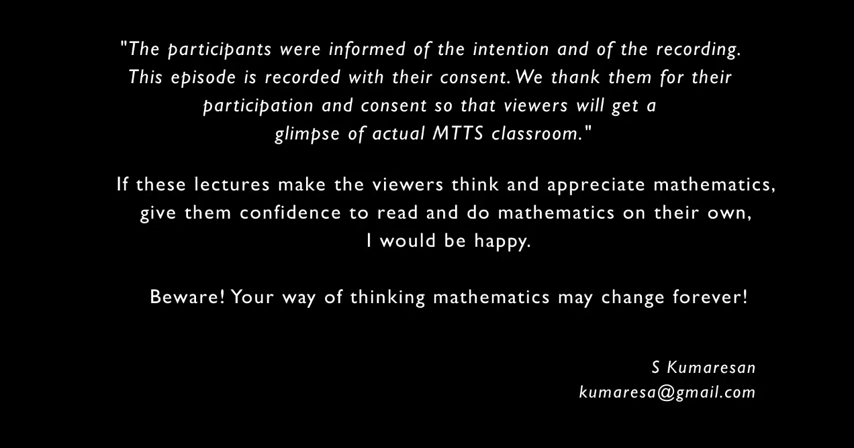 "The participants were informed of the intention and of the recording.
This episode is recorded with their consent. We thank them for their
participation and consent so that viewers will get a
glimpse of actual MTTS classroom."
If these lectures make the viewers think and appreciate mathematics,
give them confidence to read and do mathematics on their own,
I would be happy.
Beware! Your way of thinking mathematics may change forever!
S Kumaresan
kumaresa@gmail.com